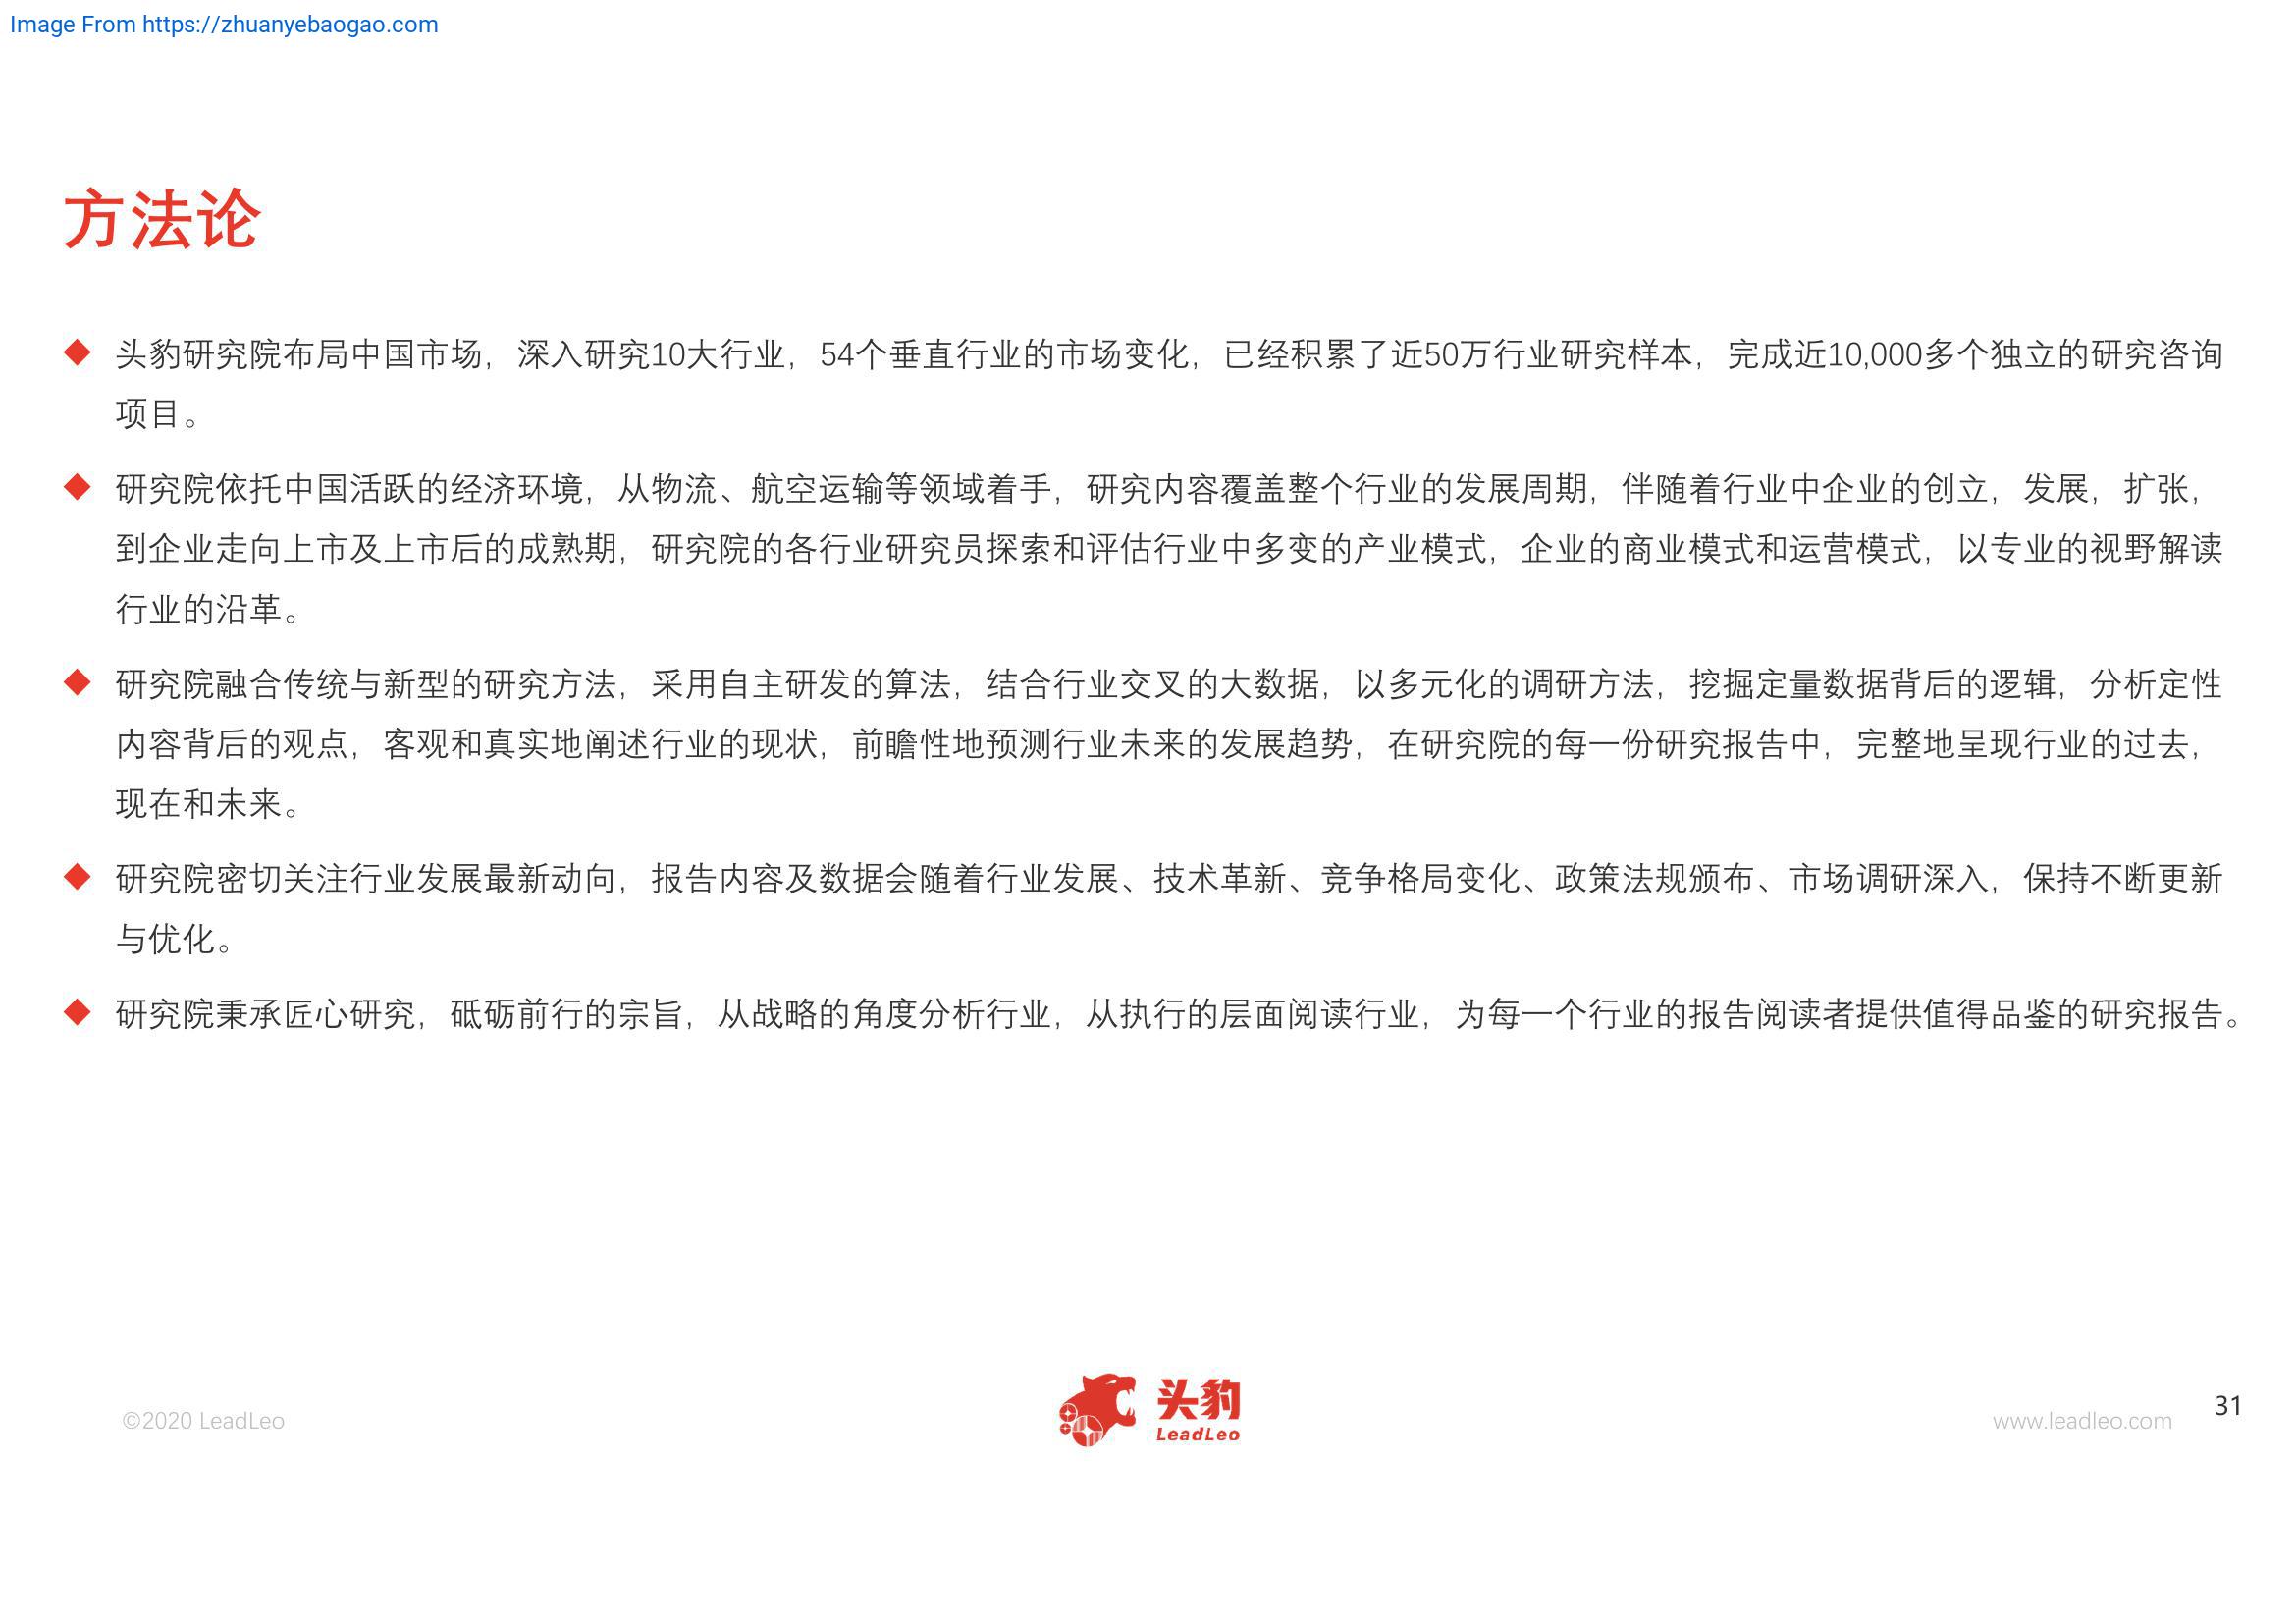 Image From https://zhuanyebaogao.com
方法论
头豹研究院布局中国市场，深入研究10大行业，54个垂直行业的市场变化，已经积累了近50万行业研究样本，完成近10,000多个独立的研究咨询
项目。
研究院依托中国活跃的经济环境，从物流、航空运输等领域着手，研究内容覆盖整个行业的发展周期，伴随着行业中企业的创立，发展，扩张，
到企业走向上市及上市后的成熟期，研究院的各行业研究员探索和评估行业中多变的产业模式，企业的商业模式和运营模式，以专业的视野解读
行业的沿革。
研究院融合传统与新型的研究方法，采用自主研发的算法，结合行业交叉的大数据，以多元化的调研方法，挖掘定量数据背后的逻辑，分析定性
内容背后的观点，客观和真实地阐述行业的现状，前瞻性地预测行业未来的发展趋势，在研究院的每一份研究报告中，完整地呈现行业的过去，
现在和未来。
研究院密切关注行业发展最新动向，报告内容及数据会随着行业发展、技术革新、竞争格局变化、政策法规颁布、市场调研深入，保持不断更新
与优化。
研究院秉承匠心研究，砥砺前行的宗旨，从战略的角度分析行业，从执行的层面阅读行业，为每一个行业的报告阅读者提供值得品鉴的研究报告。
©2020 LeadLeo
头豹
LeadLeo
www.leadleo.com
31